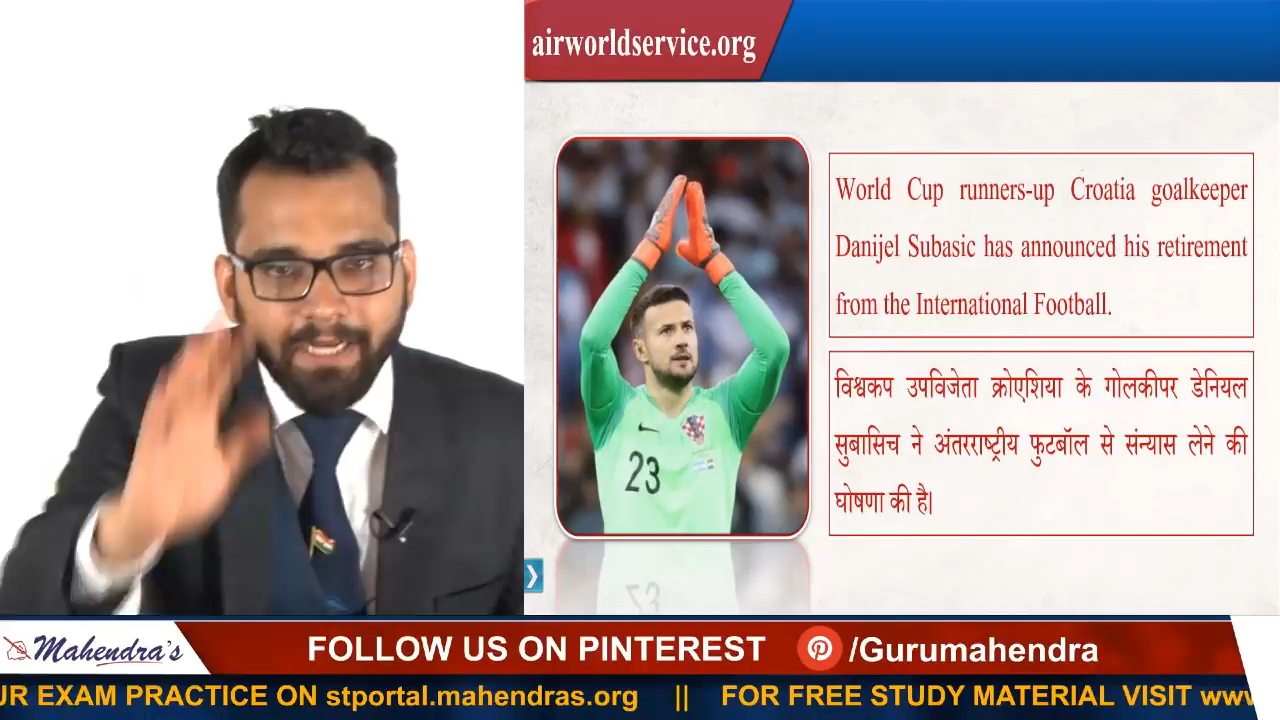 airworldservice.org
World Cup runners-up Croatia goalkeeper
Danijel Subasic has announced his retirement
from the International Football.
विश्वकप उपविजेता क्रोएशिया के गोलकीपर डेनियल
सुबासिच ने अंतरराष्ट्रीय फुटबॉल से संन्यास लेने की
घोषणा की है।
23
Mahendra's
FOLLOW US ON PINTEREST
/Gurumahendra
UR EXAM PRACTICE ON stportal.mahendras.org || FOR FREE STUDY MATERIAL VISIT www.